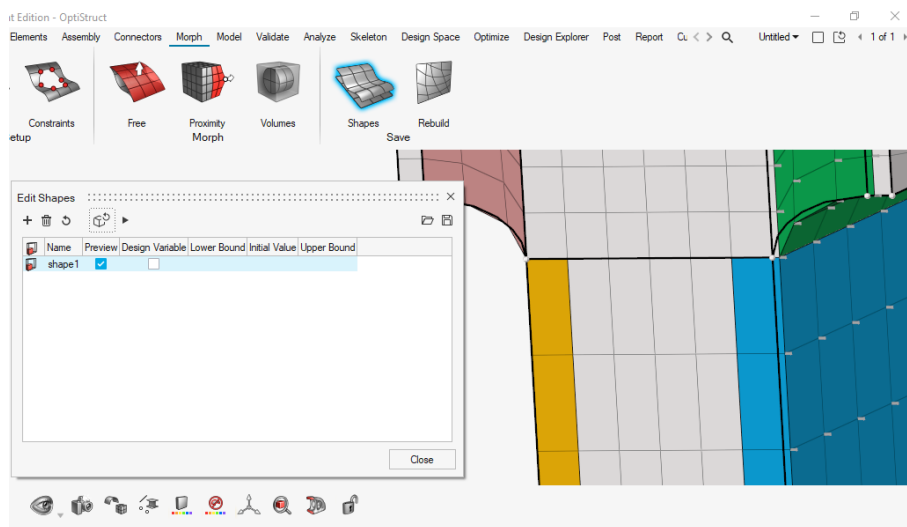 nt Edition - OptiStruct
Elements Assembly Connectors Morph Model Validate Analyze Skeleton Design Space Optimize Design Explorer Post Report Cu Untitled 1 of 1
Constraints Free Proximity Volumes Shapes Rebuild
etup Morph Save
Edit Shapes
Name Preview Design Variable Lower Bound Initial Value Upper Bound
shape1
Close